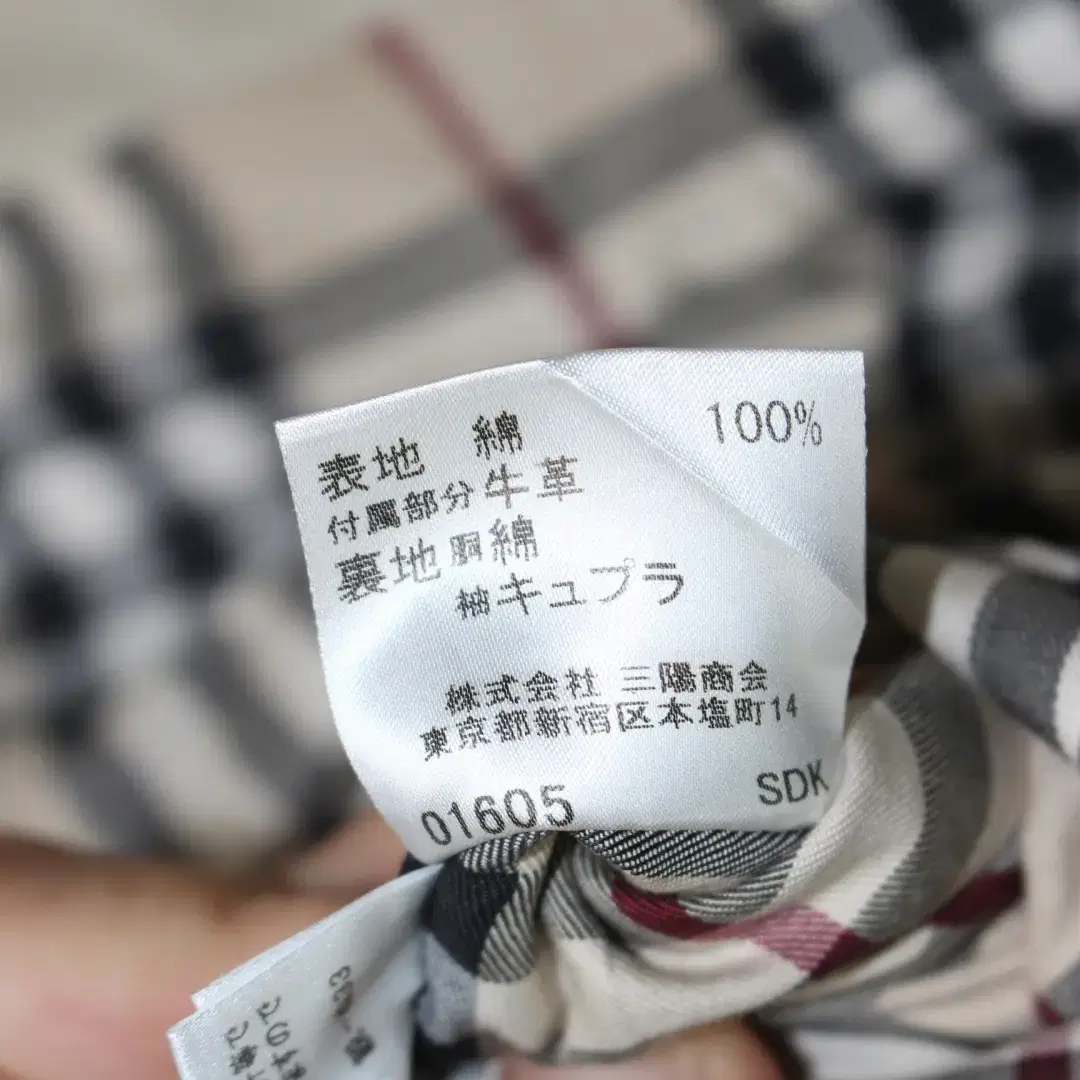 表地 綿 100%
付属部分 牛革
裏地 胴 綿
袖 キュプラ
株式会社 三陽商会
東京都新宿区本塩町14
01605 SDK